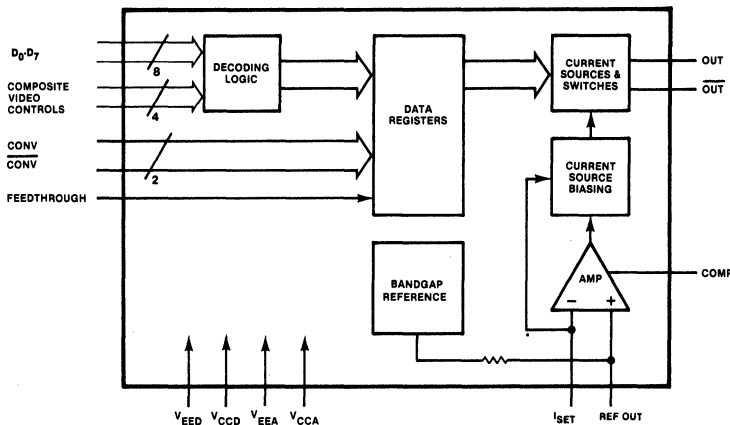 D0-D7
8
DECODING
LOGIC
COMPOSITE
VIDEO
CONTROLS
4
CONV
CONV
2
FEEDTHROUGH
DATA
REGISTERS
CURRENT
SOURCES &
SWITCHES
OUT
OUT
CURRENT
SOURCE
BIASING
AMP
− +
COMP
BANDGAP
REFERENCE
VEED VCCD VEEA VCCA
ISET REF OUT